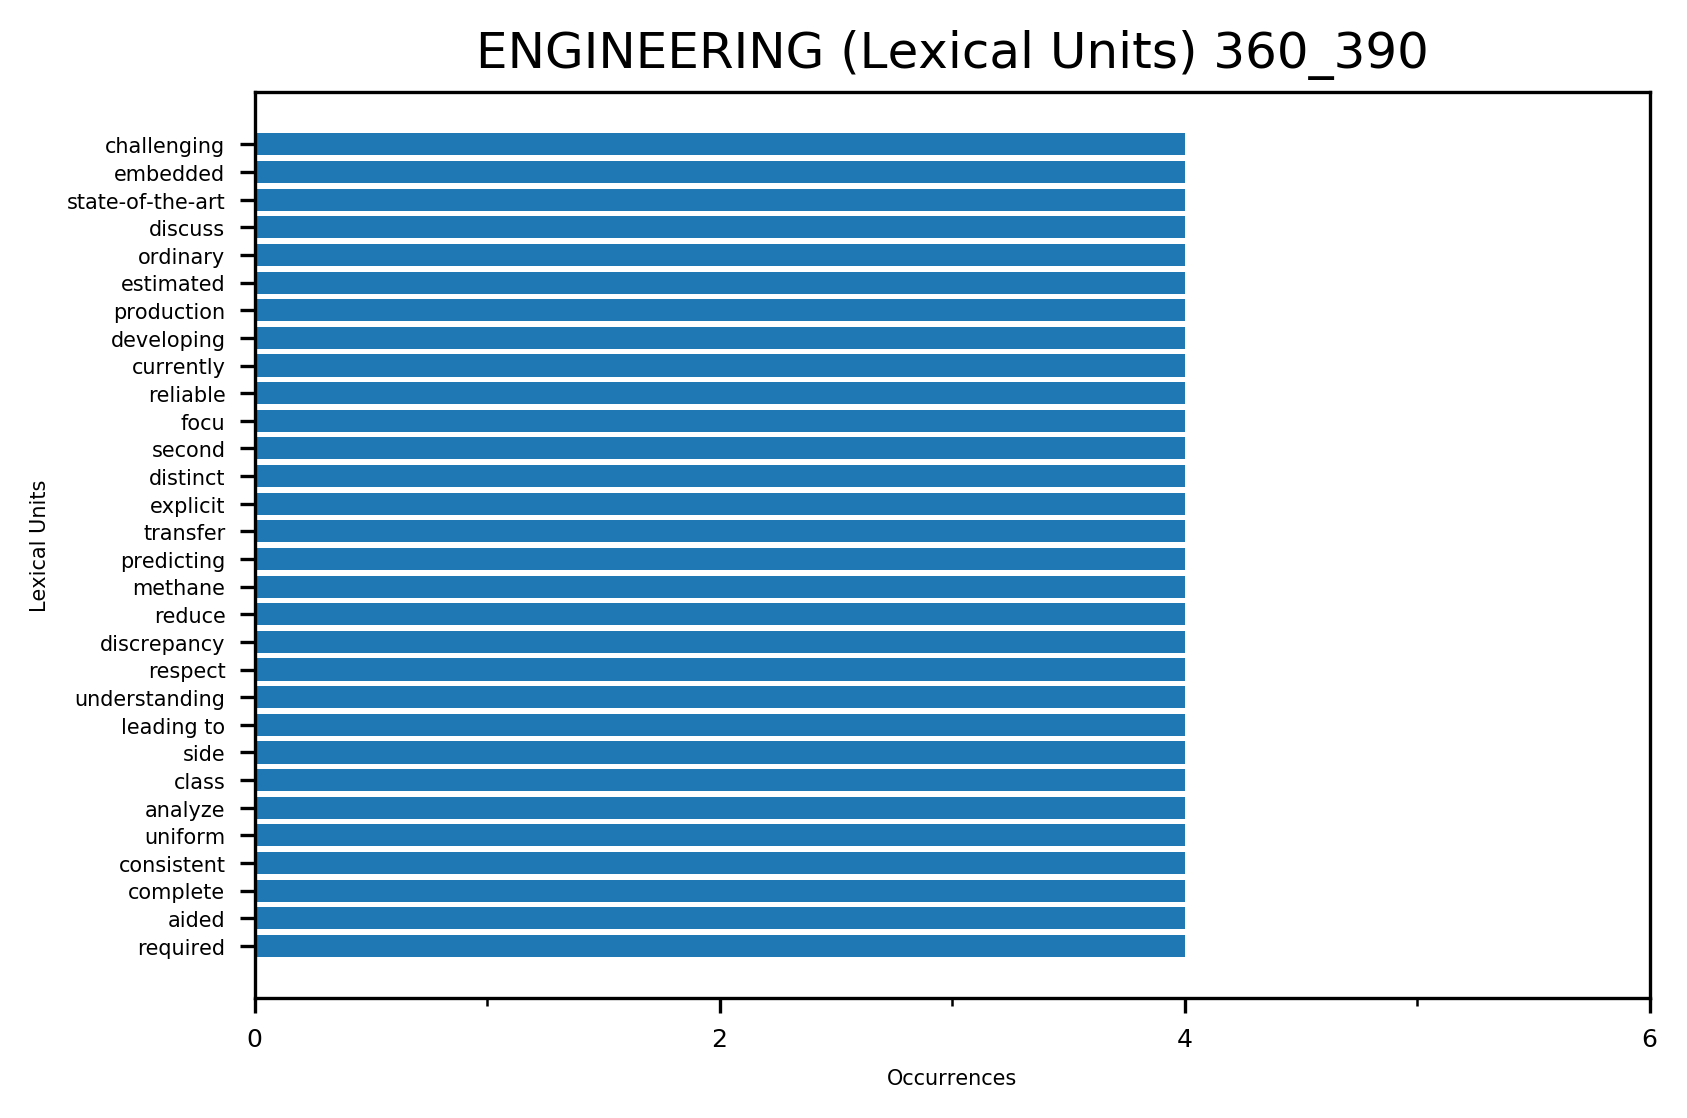 ENGINEERING (Lexical Units) 360_390
challenging
embedded
state-of-the-art
discuss
ordinary
estimated
production
developing
currently
reliable
focu
second
distinct
explicit
transfer
predicting
methane
reduce
discrepancy
respect
understanding
leading to
side
class
analyze
uniform
consistent
complete
aided
required
Lexical Units
0 2 4 6
Occurrences